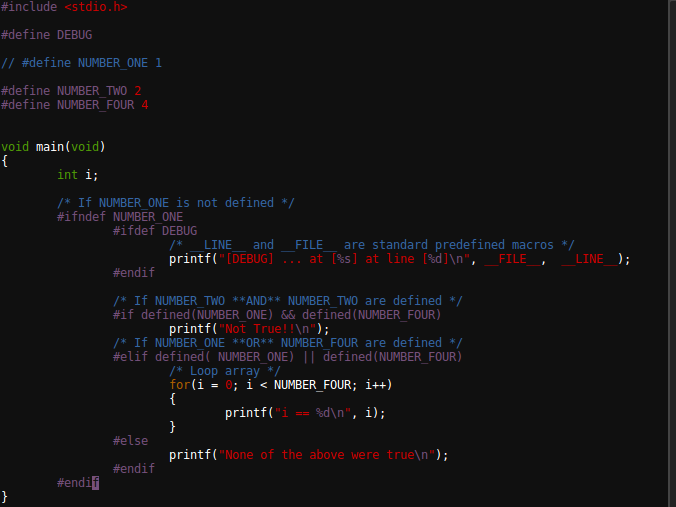 #include <stdio.h>
#define DEBUG
// #define NUMBER_ONE 1
#define NUMBER_TWO 2
#define NUMBER_FOUR 4
void main(void)
{
int i;
/* If NUMBER_ONE is not defined */
#ifndef NUMBER_ONE
#ifdef DEBUG
/* __LINE__ and __FILE__ are standard predefined macros */
printf("[DEBUG] ... at [%s] at line [%d]\n", __FILE__,  __LINE__);
#endif
/* If NUMBER_TWO **AND** NUMBER_TWO are defined */
#if defined(NUMBER_ONE) && defined(NUMBER_FOUR)
printf("Not True!!\n");
/* If NUMBER_ONE **OR** NUMBER_FOUR are defined */
#elif defined( NUMBER_ONE) || defined(NUMBER_FOUR)
/* Loop array */
for(i = 0; i < NUMBER_FOUR; i++)
{
printf("i == %d\n", i);
}
#else
printf("None of the above were true\n");
#endif
#endif
}